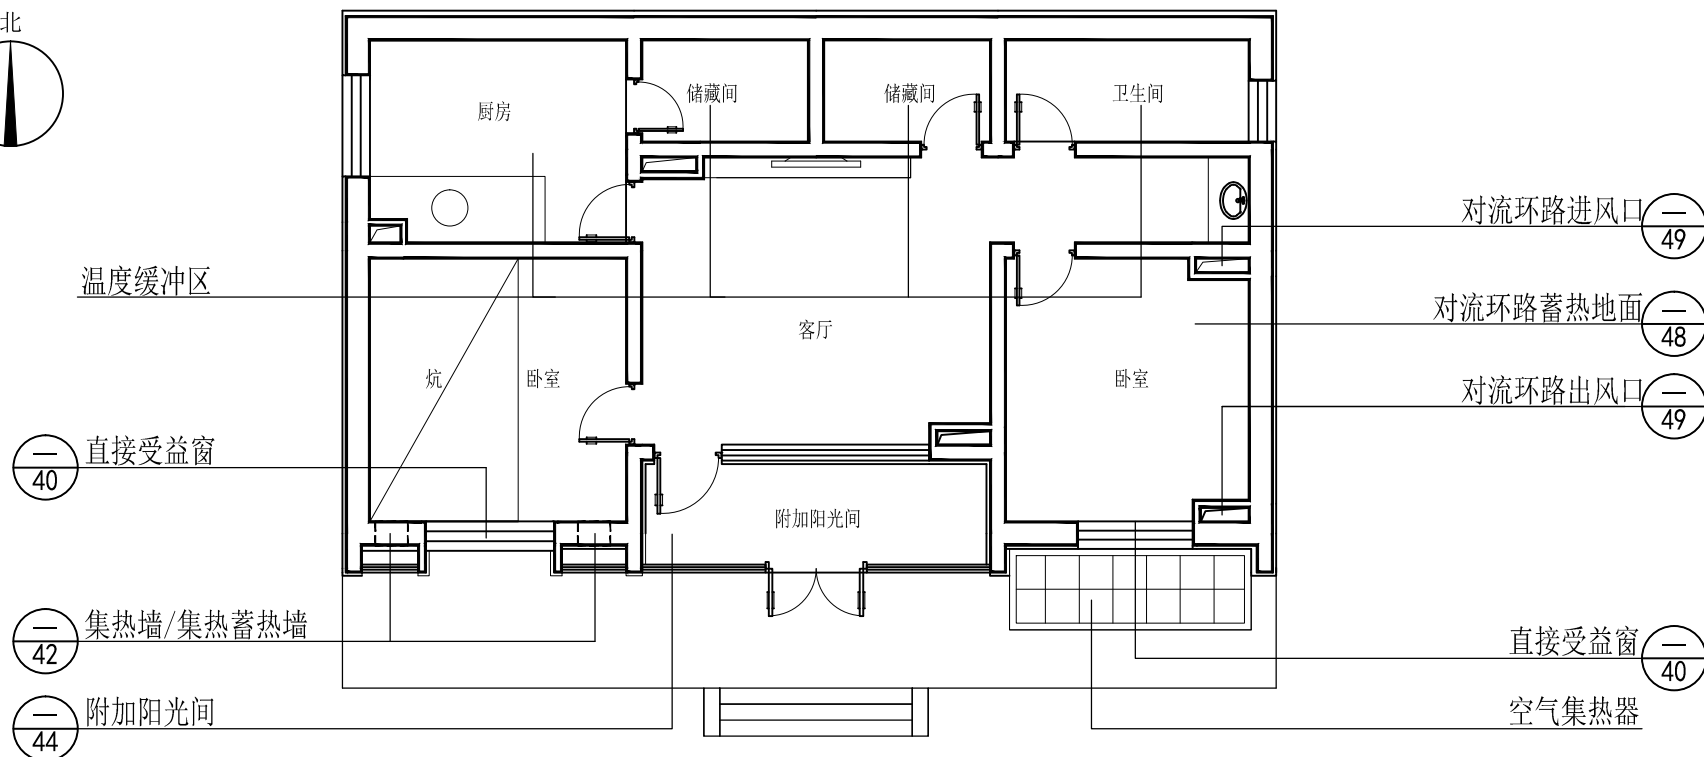 北
厨房
储藏间
储藏间
卫生间
对流环路进风口
—
49
温度缓冲区
客厅
对流环路蓄热地面
—
48
炕
卧室
卧室
对流环路出风口
—
49
—
40
直接受益窗
附加阳光间
—
42
集热墙/集热蓄热墙
直接受益窗
—
40
—
44
附加阳光间
空气集热器